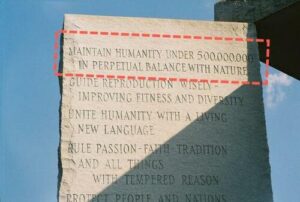 MAINTAIN HUMANITY UNDER 500,000,000
IN PERPETUAL BALANCE WITH NATURE
GUIDE REPRODUCTION WISELY
IMPROVING FITNESS AND DIVERSITY
UNITE HUMANITY WITH A LIVING
NEW LANGUAGE
RULE PASSION-FAITH-TRADITION
AND ALL THINGS
WITH TEMPERED REASON
PROTECT PEOPLE AND NATIONS